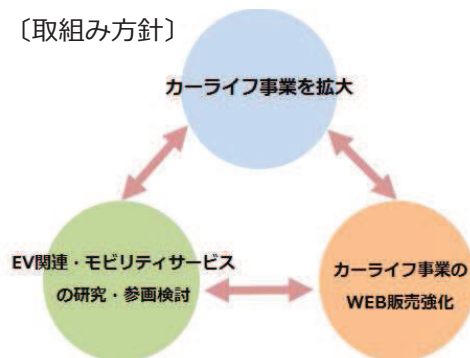 〔取組み方針〕
カーライフ事業を拡大
EV関連・モビリティサービス
の研究・参画検討
カーライフ事業の
WEB販売強化